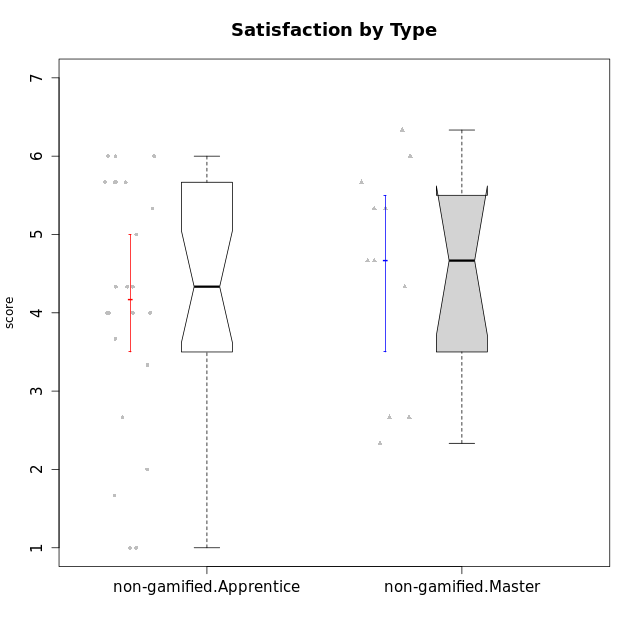 Satisfaction by Type
7
6
5
4
3
2
1
score
non-gamified.Apprentice
non-gamified.Master